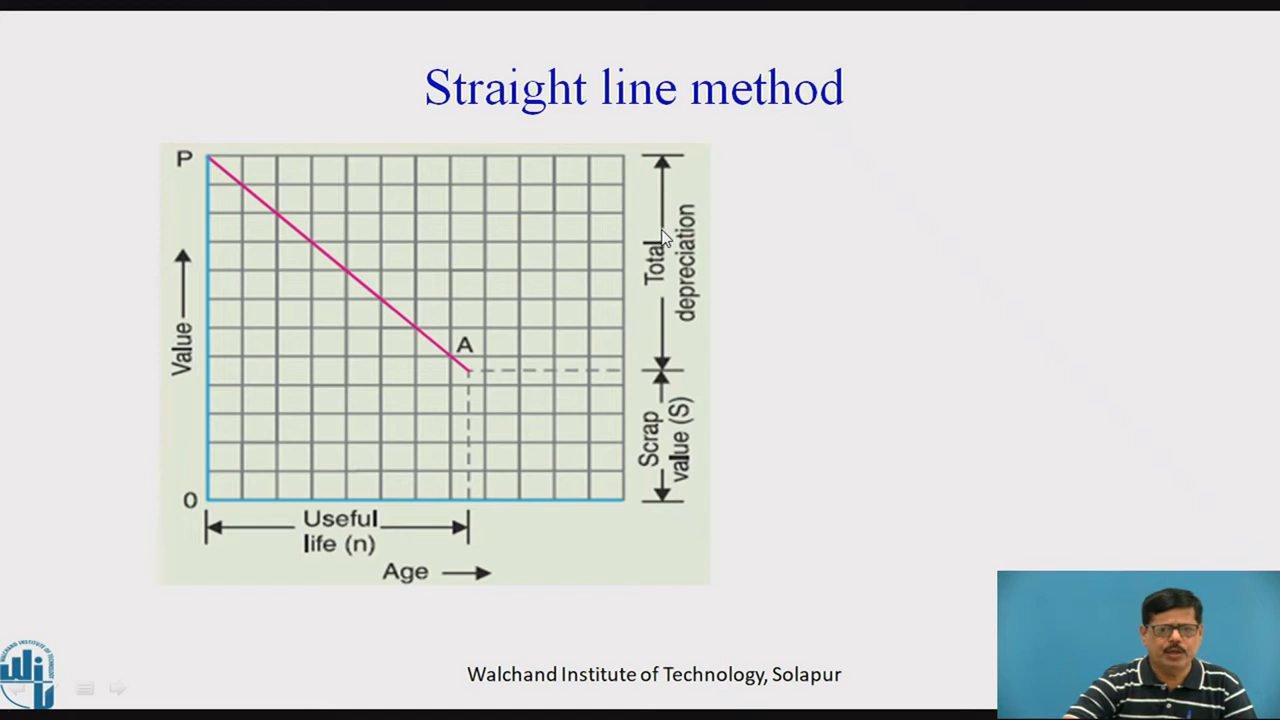 Straight line method
P
Value
A
0
Total
depreciation
Scrap
value (S)
Useful
life (n)
Age
Walchand Institute of Technology, Solapur